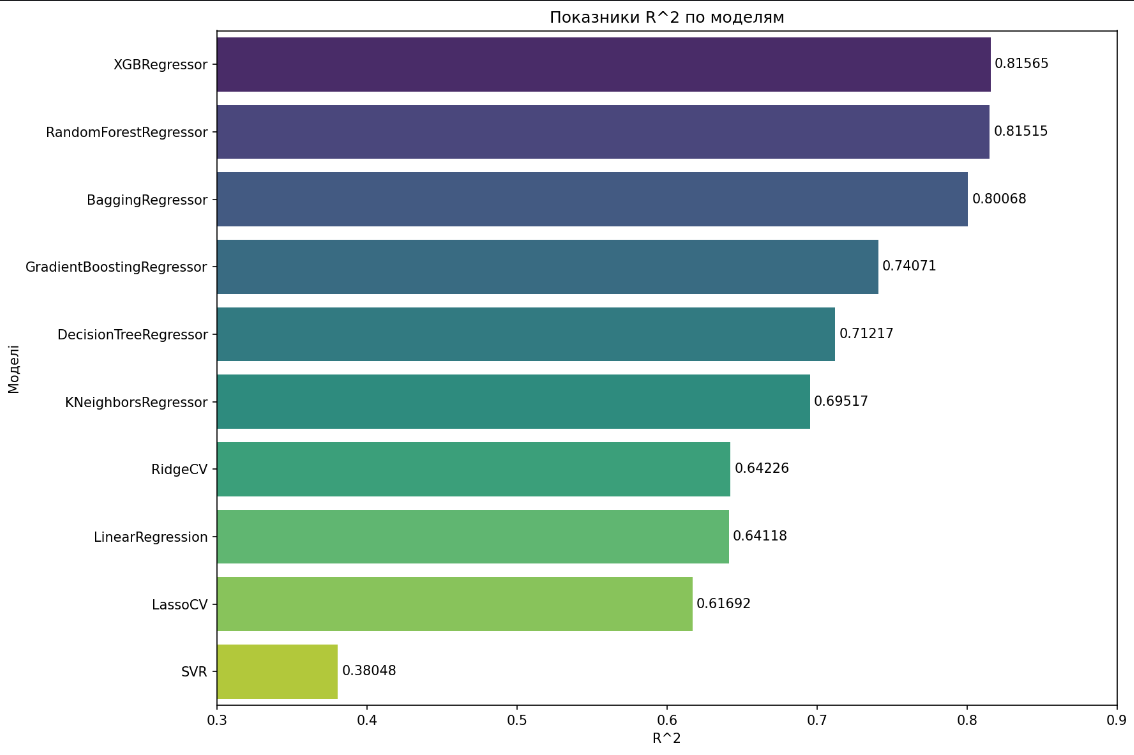 Показники R^2 по моделям
XGBRegressor
0.81565
RandomForestRegressor
0.81515
BaggingRegressor
0.80068
GradientBoostingRegressor
0.74071
DecisionTreeRegressor
0.71217
KNeighborsRegressor
0.69517
RidgeCV
0.64226
LinearRegression
0.64118
LassoCV
0.61692
SVR
0.38048
Моделі
0.3 0.4 0.5 0.6 0.7 0.8 0.9
R^2